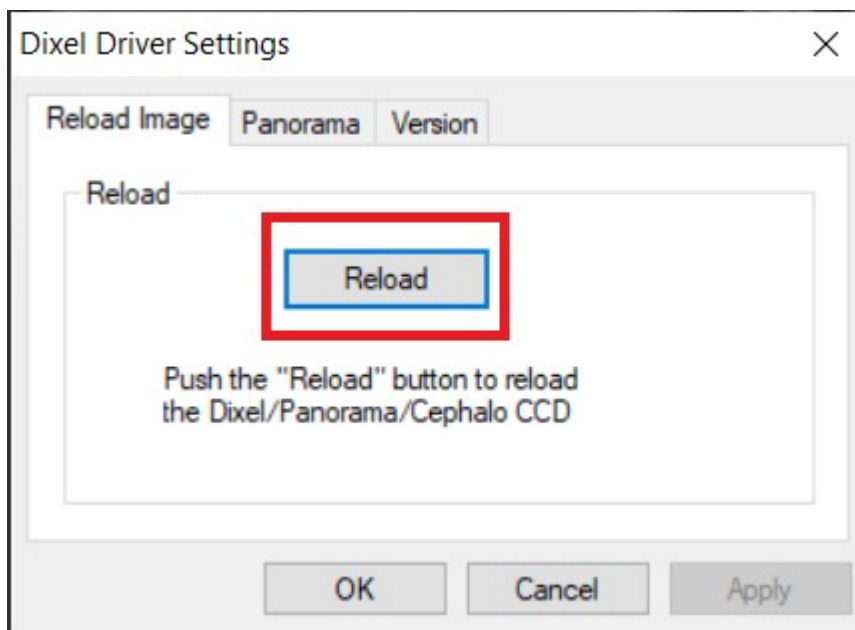 Dixel Driver Settings
Reload Image
Panorama
Version
Reload
Reload
Push the "Reload" button to reload
the Dixel/Panorama/Cephalo CCD
OK
Cancel
Apply